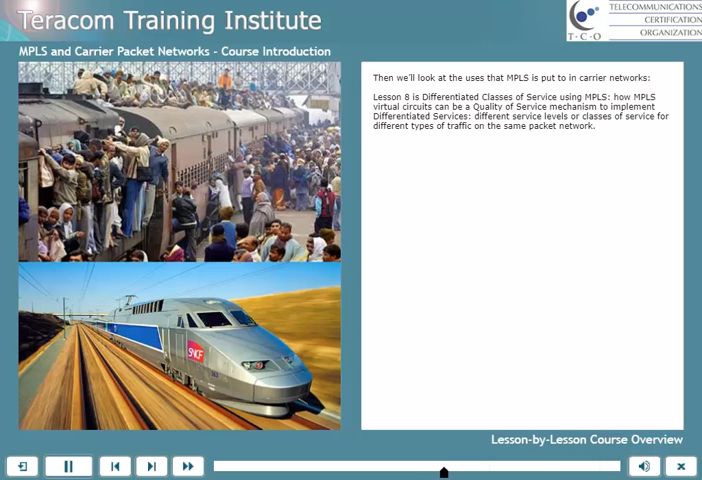 Teracom Training Institute
TELECOMMUNICATIONS
CERTIFICATION
ORGANIZATION
T·C·O
MPLS and Carrier Packet Networks - Course Introduction
Then we'll look at the uses that MPLS is put to in carrier networks:
Lesson 8 is Differentiated Classes of Service using MPLS: how MPLS
virtual circuits can be a Quality of Service mechanism to implement
Differentiated Services: different service levels or classes of service for
different types of traffic on the same packet network.
SNCF
Lesson-by-Lesson Course Overview